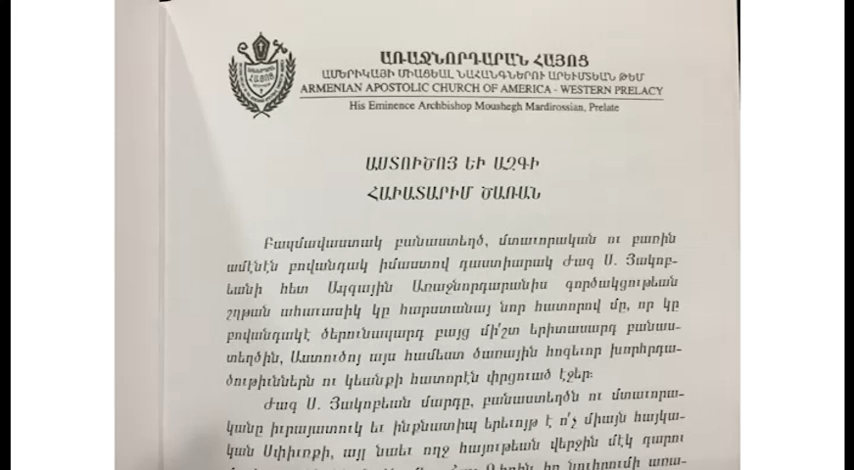 ԱՌԱՋՆՈՐԴԱՐԱՆ ՀԱՅՈՑ
ԱՄԵՐԻԿԱՅԻ ՄԻԱՑԵԱԼ ՆԱՀԱՆԳՆԵՐՈՒ ԱՐԵՒՄՏԵԱՆ ԹԵՄ
ARMENIAN APOSTOLIC CHURCH OF AMERICA - WESTERN PRELACY
His Eminence Archbishop Moushegh Mardirossian, Prelate
ԱՍՏՈՒԾՈՅ ԵՒ ԱԶԳԻ
ՀԱՒԱՏԱՐԻՄ ԾԱՌԱՆ
Բազմավաստակ բանաստեղծ, մտաւորական ու բառին
ամէնէն բովանդակ իմաստով դաստիարակ Ժագ Ս. Յակոբ-
եանի հետ Ազգային Առաջնորդարանիս գործակցութեան
շղթան ահաւասիկ կը հարստանայ նոր հատորով մը, որ կը
բովանդակէ ծերունազարդ բայց մի՛շտ երիտասարդ բանաս-
տեղծին, Աստուծոյ այս համեստ ծառային հոգեւոր խորհրդա-
ծութիւններն ու կեանքի հատորէն փրցուած էջեր:
Ժագ Ս. Յակոբեան մարդը, բանաստեղծն ու մտաւորա-
կանը իւրայատուկ եւ ինքնատիպ երեւոյթ է ո՛չ միայն հայկա-
կան Սփիւռքի, այլ նաեւ ողջ հայութեան վերջին մէկ դարու